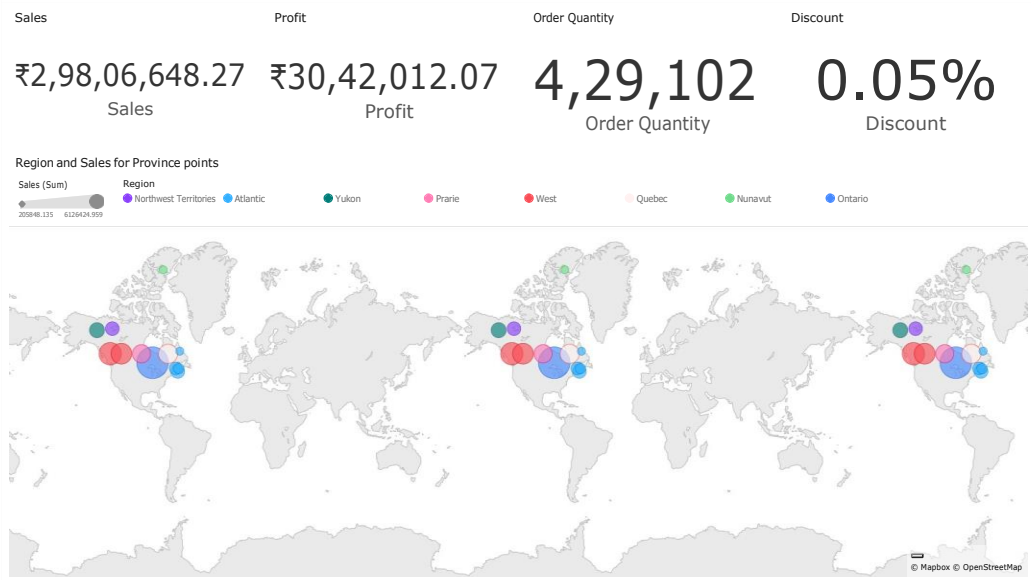 Sales Profit Order Quantity Discount
₹2,98,06,648.27 ₹30,42,012.07 4,29,102 0.05%
Sales Profit Order Quantity Discount
Region and Sales for Province points
Sales (Sum) Region
Northwest Territories Atlantic Yukon Prarie West Quebec Nunavut Ontario
205848.135 6126424.959
© Mapbox © OpenStreetMap